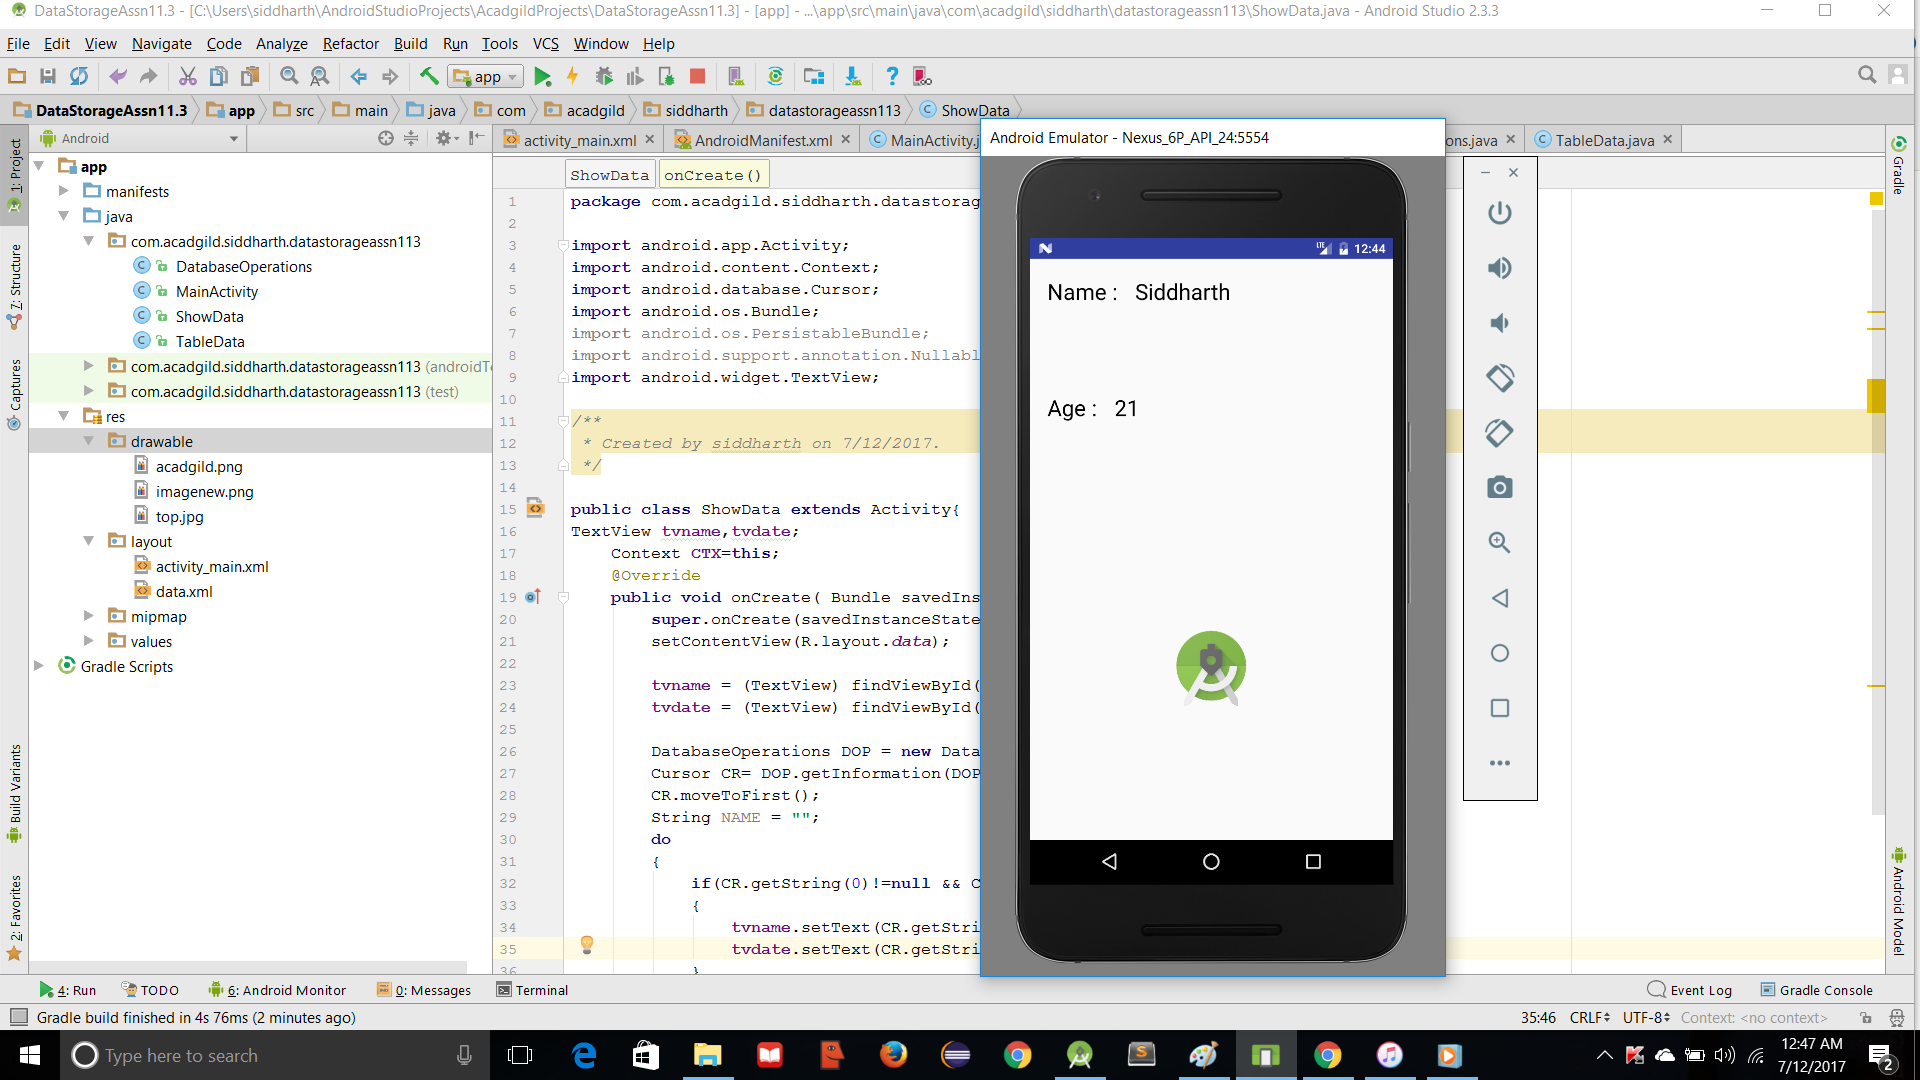 DataStorageAssn11.3 - [C:\Users\siddharth\AndroidStudioProjects\AcadgildProjects\DataStorageAssn11.3] - [app] - ...\app\src\main\java\com\acadgild\siddharth\datastorageassn113\ShowData.java - Android Studio 2.3.3
File Edit View Navigate Code Analyze Refactor Build Run Tools VCS Window Help
app
DataStorageAssn11.3 app src main java com acadgild siddharth datastorageassn113 ShowData
Android
activity_main.xml AndroidManifest.xml MainActivity.j ons.java TableData.java
1: Project
7: Structure
Captures
Build Variants
2: Favorites
app
manifests
java
com.acadgild.siddharth.datastorageassn113
DatabaseOperations
MainActivity
ShowData
TableData
com.acadgild.siddharth.datastorageassn113 (androidTe
com.acadgild.siddharth.datastorageassn113 (test)
res
drawable
acadgild.png
imagenew.png
top.jpg
layout
activity_main.xml
data.xml
mipmap
values
Gradle Scripts
ShowData onCreate()
1 package com.acadgild.siddharth.datastorag
2
3 import android.app.Activity;
4 import android.content.Context;
5 import android.database.Cursor;
6 import android.os.Bundle;
7 import android.os.PersistableBundle;
8 import android.support.annotation.Nullabl
9 import android.widget.TextView;
10
11 /**
12 * Created by siddharth on 7/12/2017.
13 */
14
15 public class ShowData extends Activity{
16 TextView tvname,tvdate;
17 Context CTX=this;
18 @Override
19 public void onCreate( Bundle savedIns
20 super.onCreate(savedInstanceState
21 setContentView(R.layout.data);
22
23 tvname = (TextView) findViewById(
24 tvdate = (TextView) findViewById(
25
26 DatabaseOperations DOP = new Data
27 Cursor CR= DOP.getInformation(DOP
28 CR.moveToFirst();
29 String NAME = "";
30 do
31 {
32 if(CR.getString(0)!=null && C
33 {
34 tvname.setText(CR.getStri
35 tvdate.setText(CR.getStri
36 }
Android Emulator - Nexus_6P_API_24:5554
LTE 12:44
Name : Siddharth
Age : 21
Gradle
Android Model
4: Run TODO 6: Android Monitor 0: Messages Terminal Event Log Gradle Console
Gradle build finished in 4s 76ms (2 minutes ago) 35:46 CRLF UTF-8 Context: <no context>
Type here to search
12:47 AM
7/12/2017
2